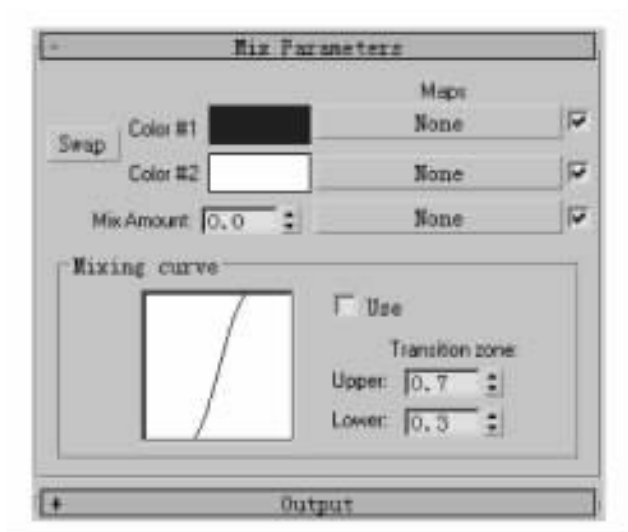 - Mix Parameters
Maps
Swap Color #1 None
Color #2 None
Mix Amount: 0.0 None
Mixing curve
Use
Transition zone:
Upper: 0.7
Lower: 0.3
+ Output